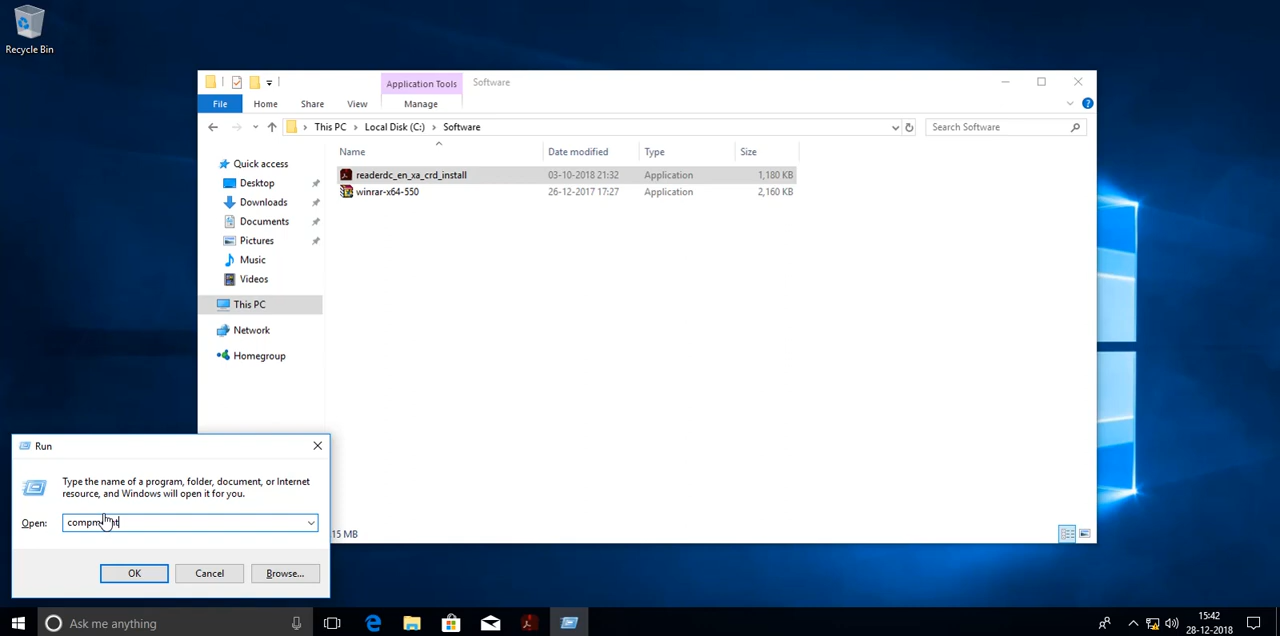 Recycle Bin
Application Tools
Software
File
Home
Share
View
Manage
This PC
Local Disk (C:)
Software
Search Software
Name
Date modified
Type
Size
Quick access
Desktop
Downloads
Documents
Pictures
Music
Videos
This PC
Network
Homegroup
readerdc_en_xa_crd_install
03-10-2018 21:32
Application
1,180 KB
winrar-x64-550
26-12-2017 17:27
Application
2,160 KB
15 MB
Run
Type the name of a program, folder, document, or Internet
resource, and Windows will open it for you.
Open:
OK
Cancel
Browse...
Ask me anything
15:42
28-12-2018